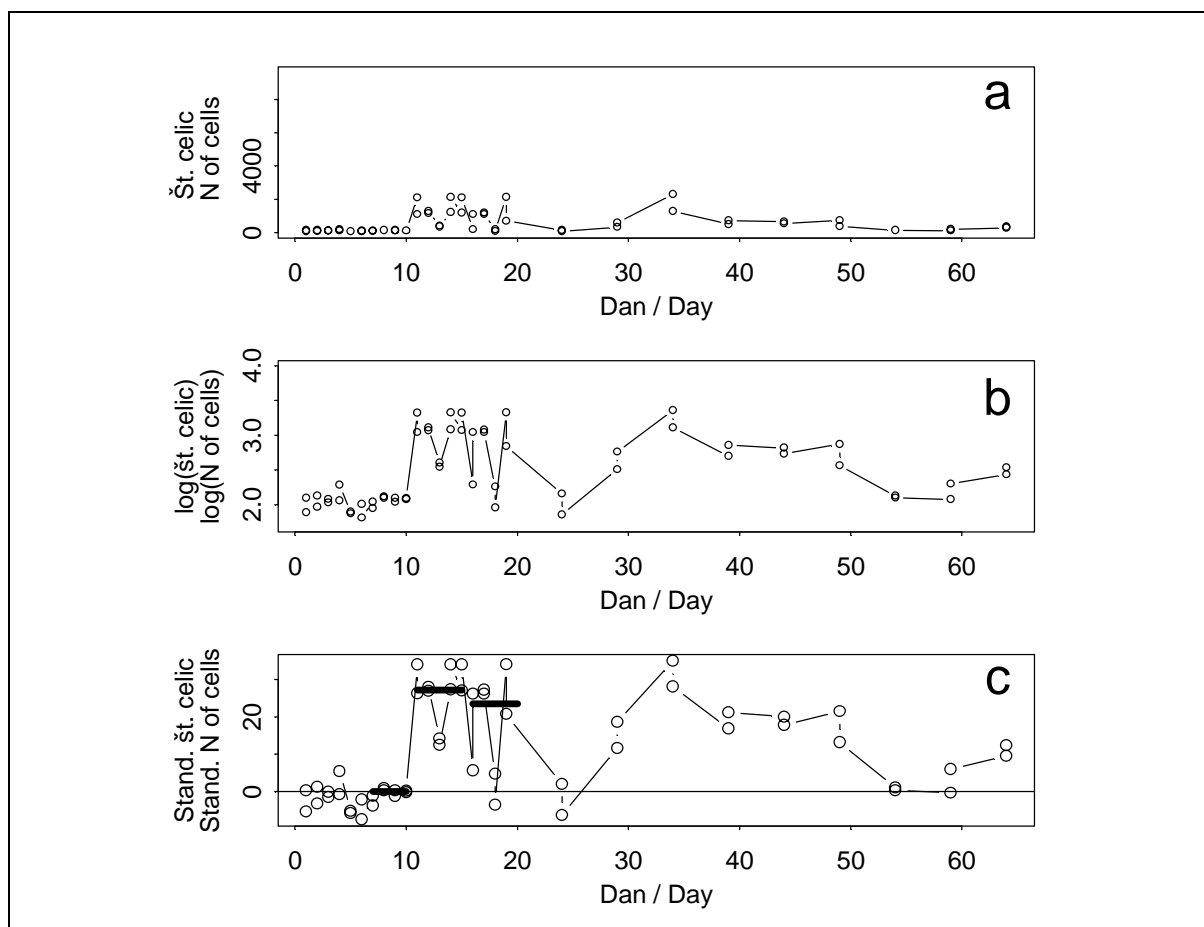 a
Št. celic
N of cells
4000
0
0 10 20 30 40 50 60
Dan / Day
b
log(št. celic)
log(N of cells)
4.0
3.0
2.0
0 10 20 30 40 50 60
Dan / Day
c
Stand. št. celic
Stand. N of cells
20
0
0 10 20 30 40 50 60
Dan / Day